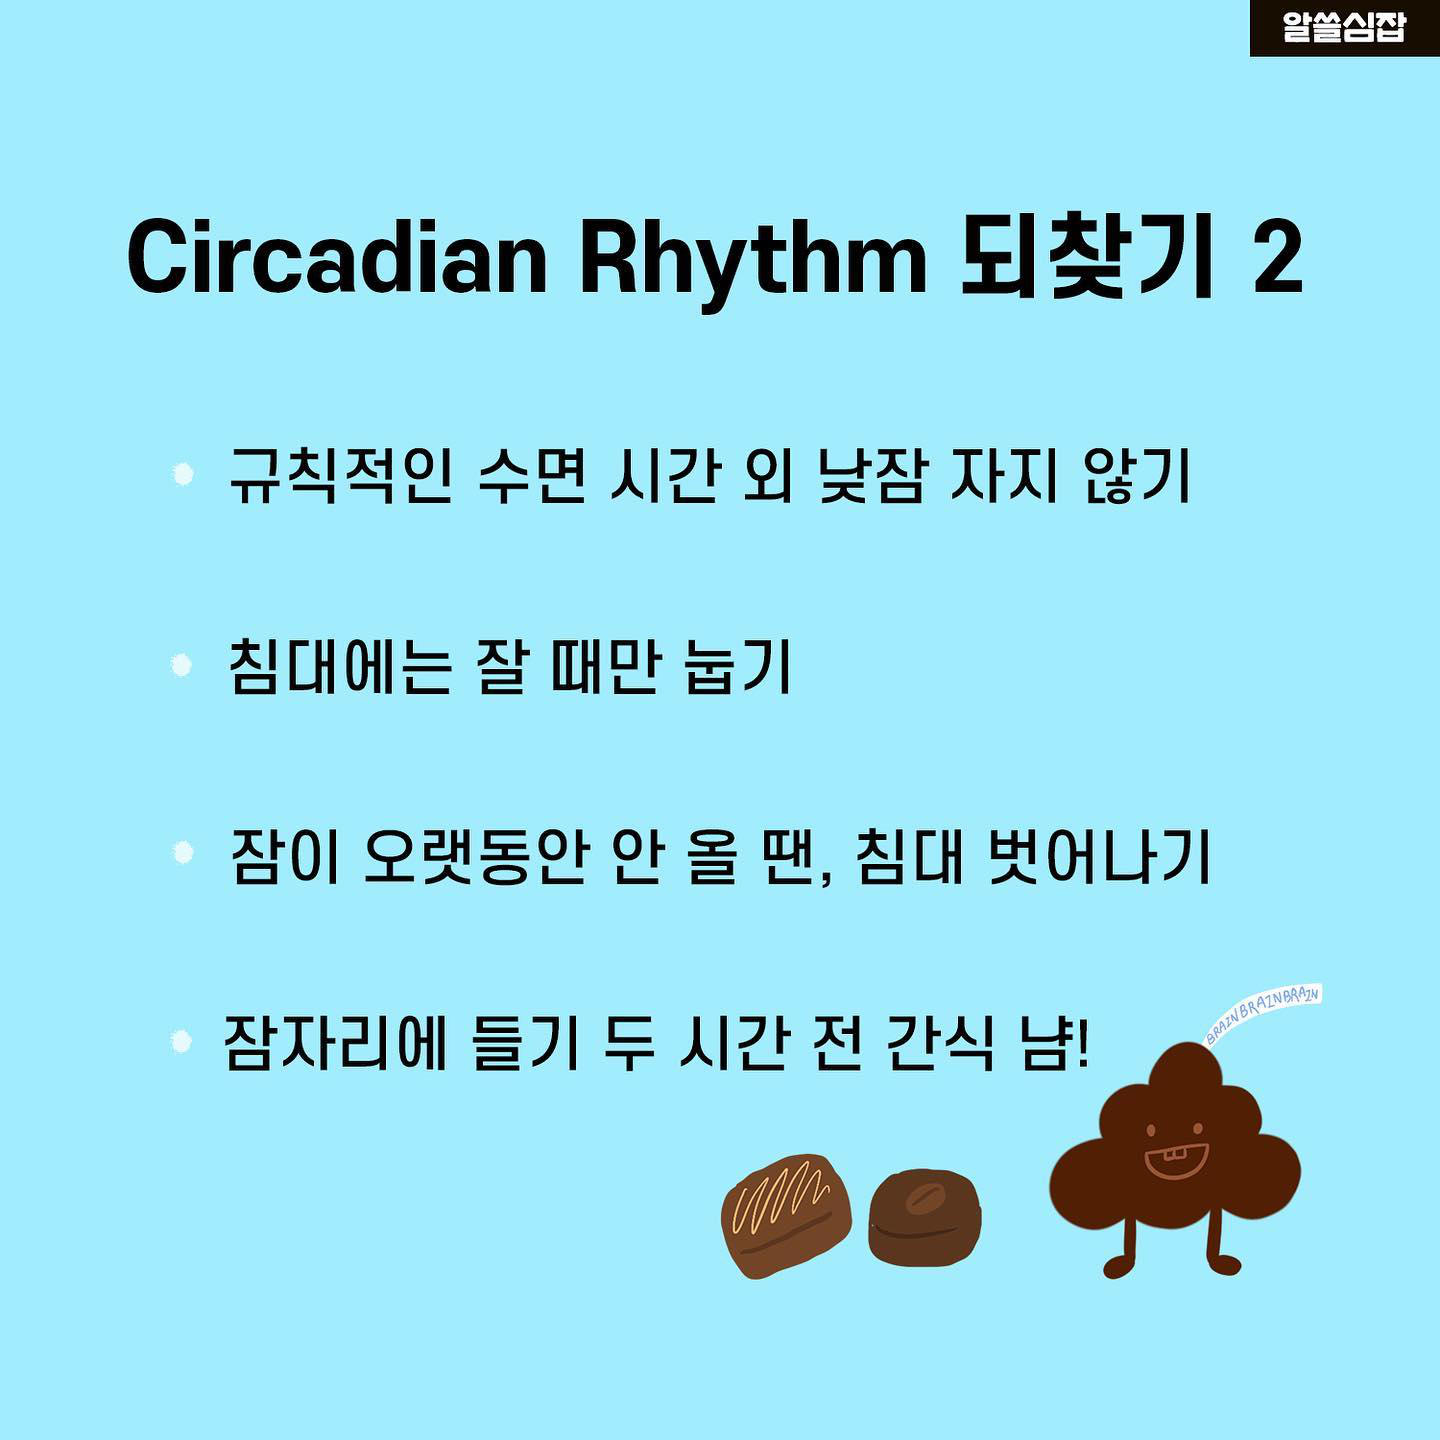 알쓸심잡
Circadian Rhythm 되찾기 2
규칙적인 수면 시간 외 낮잠 자지 않기
침대에는 잘 때만 눕기
잠이 오랫동안 안 올 땐, 침대 벗어나기
잠자리에 들기 두 시간 전 간식 냠!
BRAZNBRAZNBRAZN